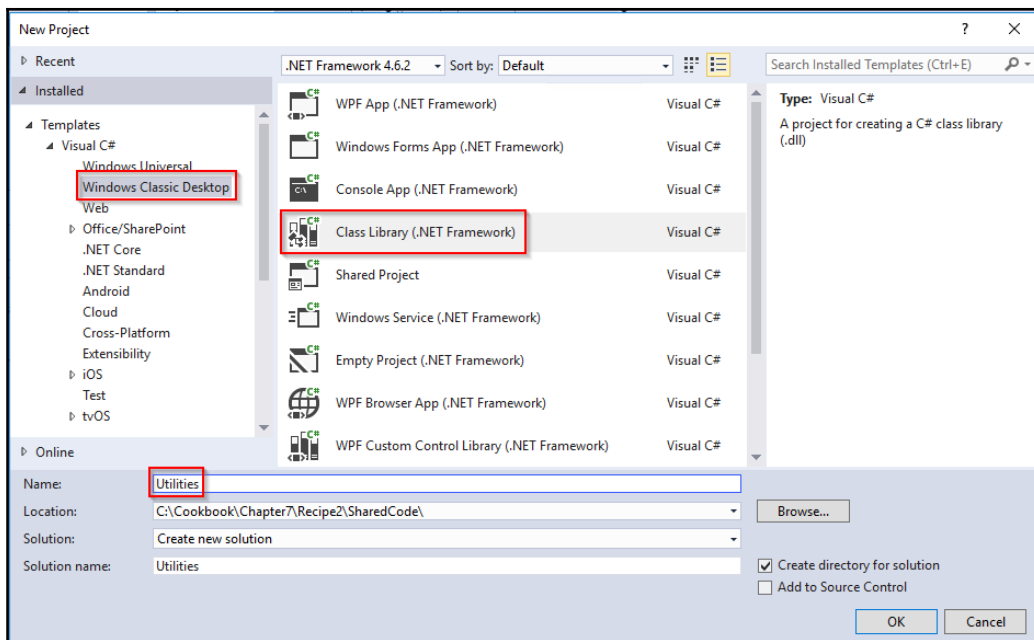 New Project
?
Recent
.NET Framework 4.6.2
Sort by: Default
Search Installed Templates (Ctrl+E)
Installed
Templates
Visual C#
Windows Universal
Windows Classic Desktop
Web
Office/SharePoint
.NET Core
.NET Standard
Android
Cloud
Cross-Platform
Extensibility
iOS
Test
tvOS
Online
C# WPF App (.NET Framework) Visual C#
C# Windows Forms App (.NET Framework) Visual C#
C# C:\ Console App (.NET Framework) Visual C#
C# Class Library (.NET Framework) Visual C#
C# Shared Project Visual C#
C# Windows Service (.NET Framework) Visual C#
C# Empty Project (.NET Framework) Visual C#
C# WPF Browser App (.NET Framework) Visual C#
C# WPF Custom Control Library (.NET Framework) Visual C#
Type: Visual C#
A project for creating a C# class library
(.dll)
Name: Utilities
Location: C:\Cookbook\Chapter7\Recipe2\SharedCode\
Browse...
Solution: Create new solution
Solution name: Utilities
Create directory for solution
Add to Source Control
OK
Cancel